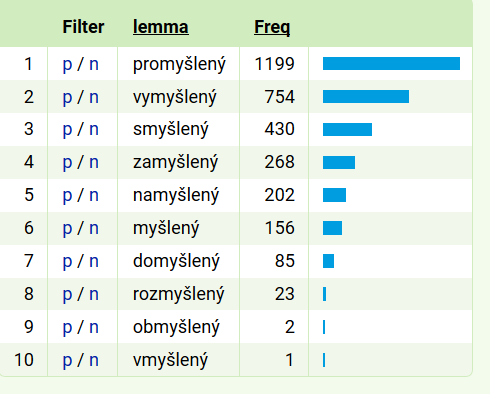 Filter lemma Freq
1 p / n promyšlený 1199
2 p / n vymyšlený 754
3 p / n smyšlený 430
4 p / n zamyšlený 268
5 p / n namyšlený 202
6 p / n myšlený 156
7 p / n domyšlený 85
8 p / n rozmyšlený 23
9 p / n obmyšlený 2
10 p / n vmyšlený 1